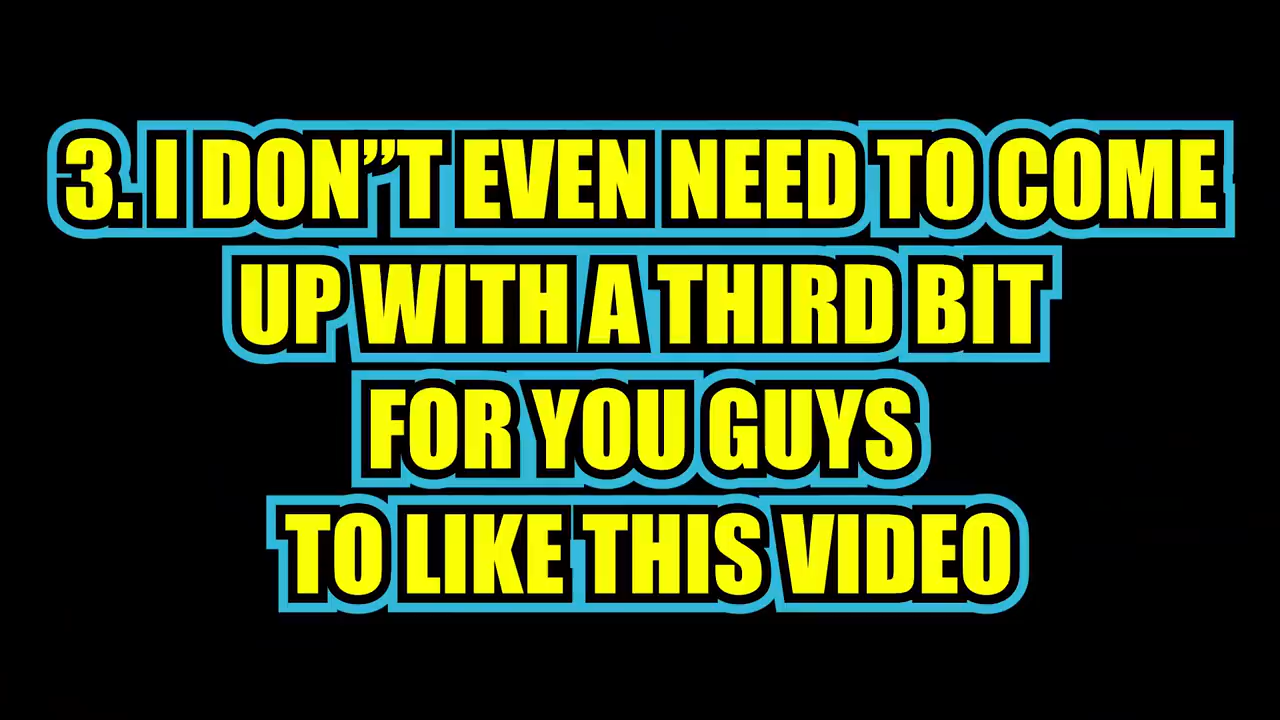 3. I DON”T EVEN NEED TO COME
UP WITH A THIRD BIT
FOR YOU GUYS
TO LIKE THIS VIDEO